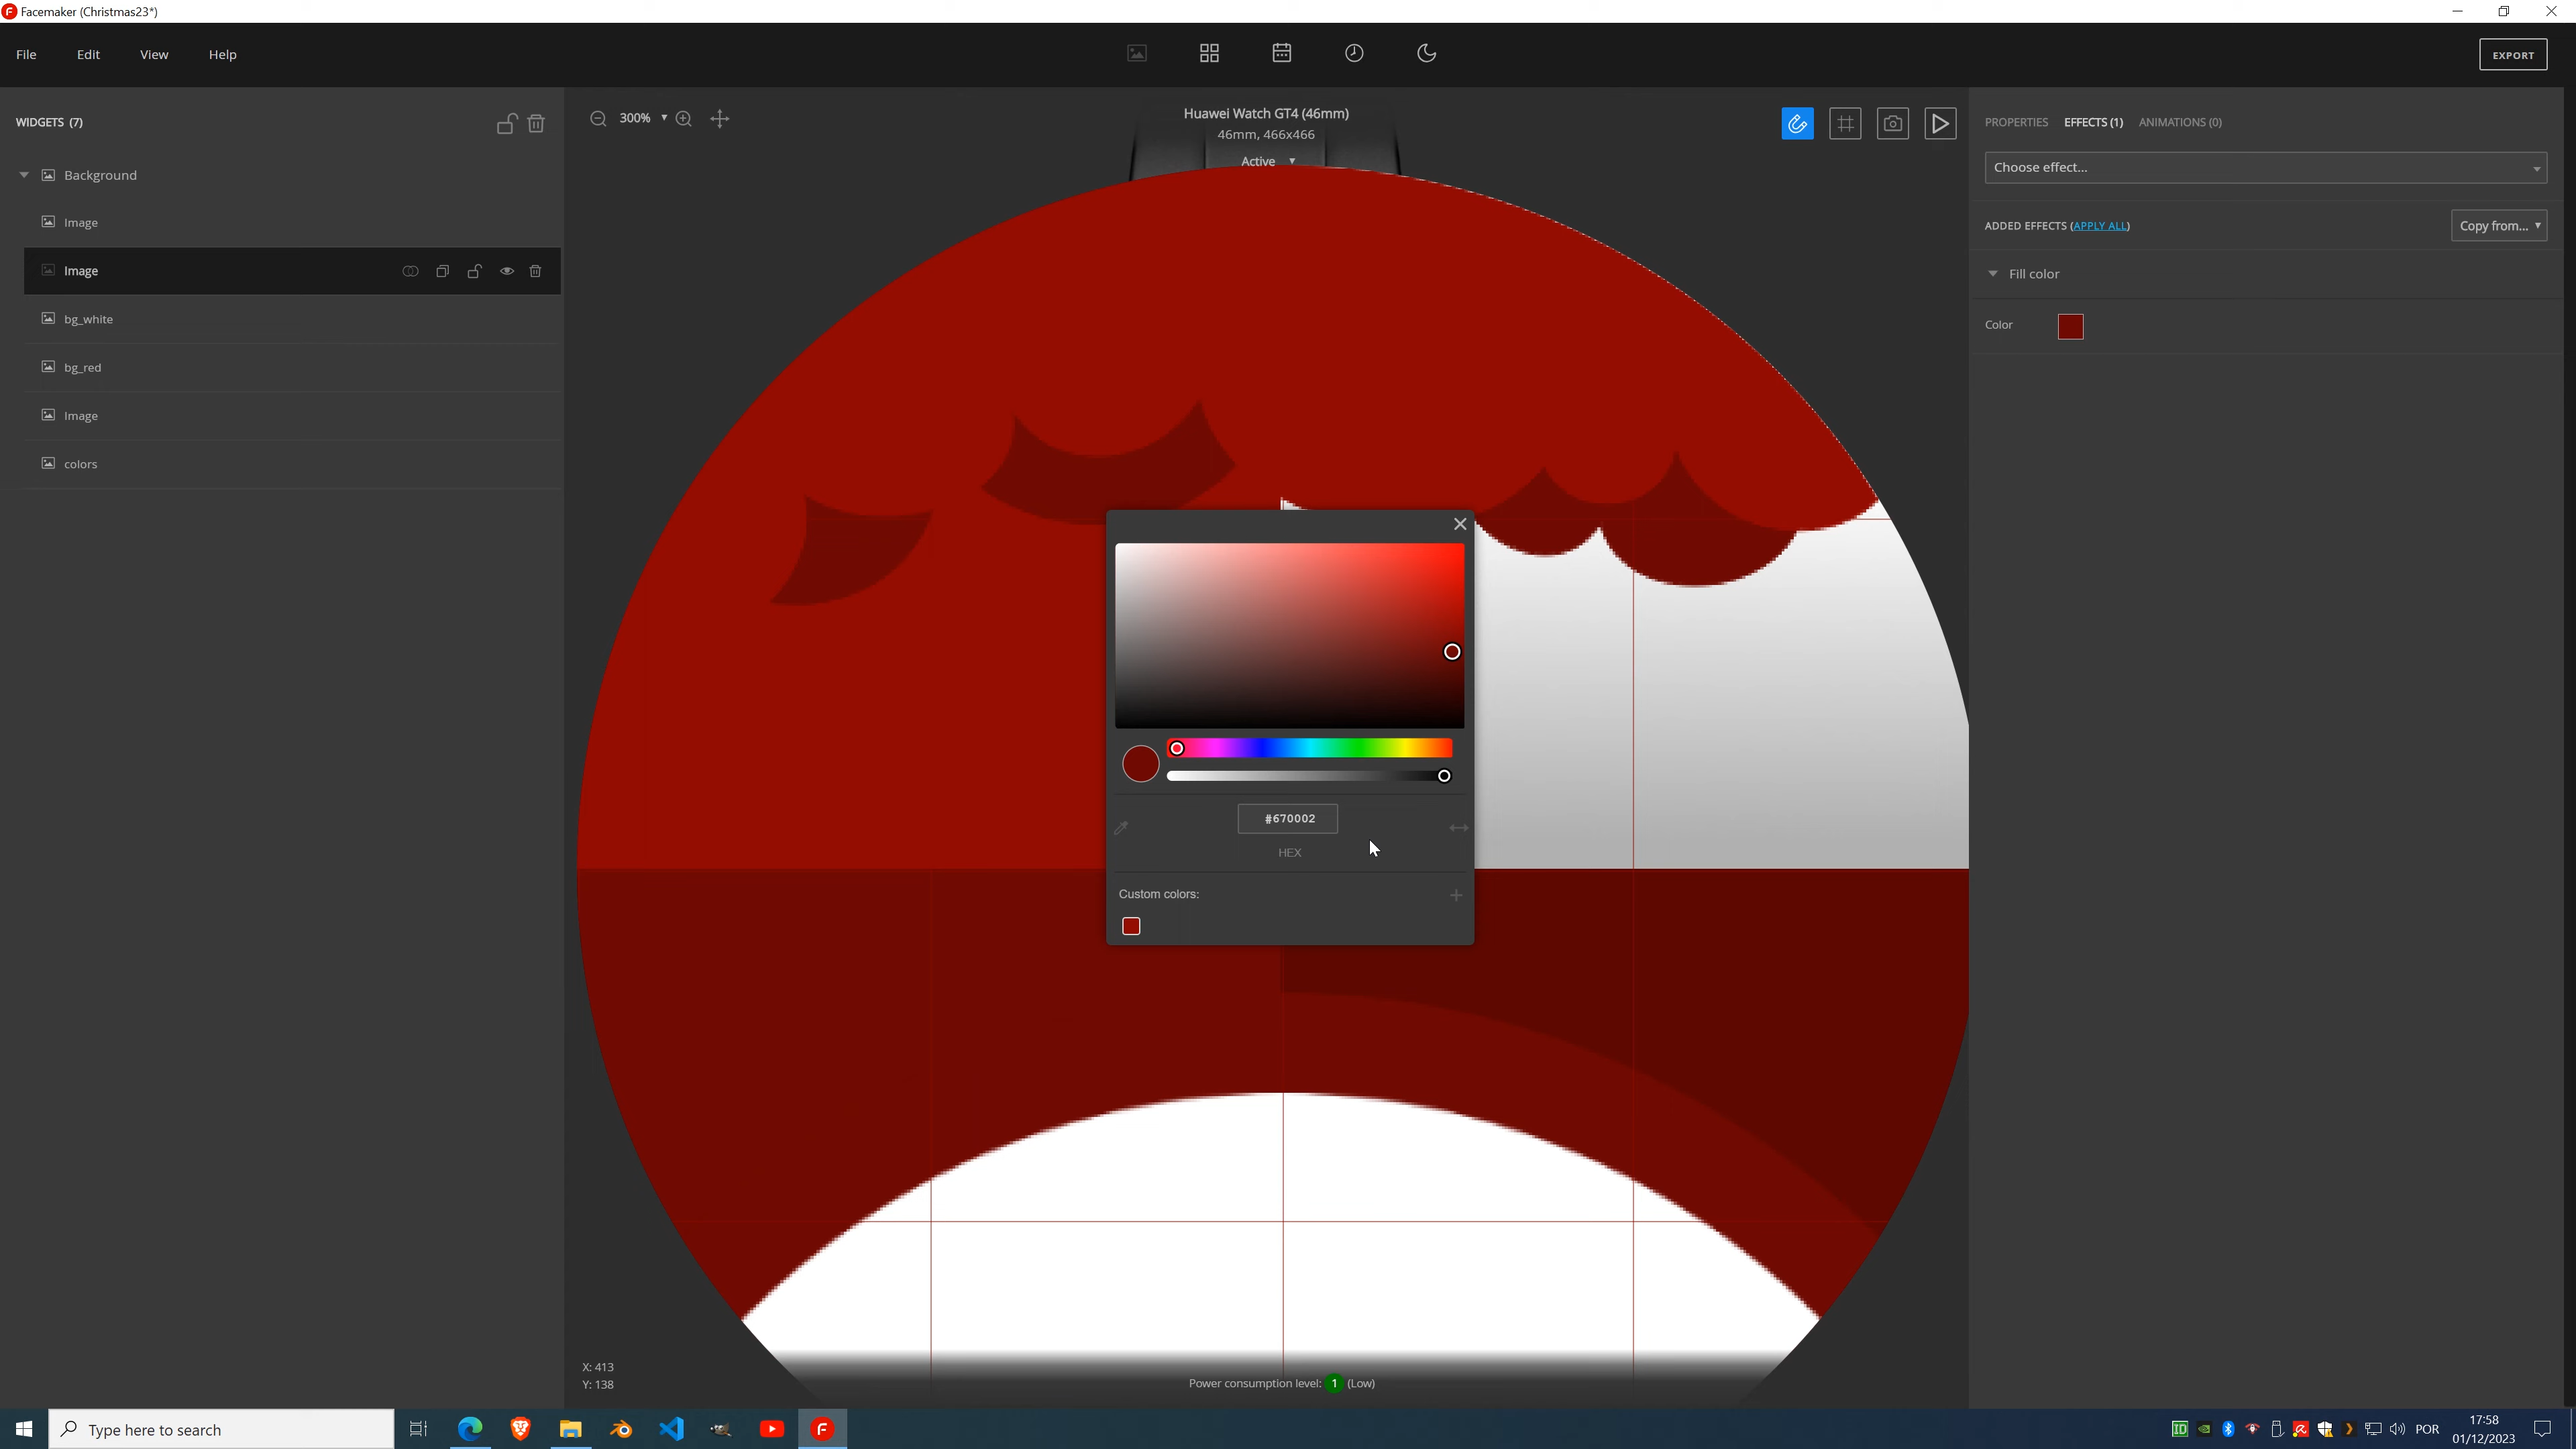 Facemaker (Christmas23*)
File Edit View Help
EXPORT
WIDGETS (7)
Background
Image
Image
bg_white
bg_red
Image
colors
300%
Huawei Watch GT4 (46mm)
46mm, 466x466
Active
PROPERTIES EFFECTS (1) ANIMATIONS (0)
Choose effect...
ADDED EFFECTS (APPLY ALL)
Copy from...
Fill color
Color
#670002
HEX
Custom colors:
X: 413
Y: 138
Power consumption level: 1 (Low)
Type here to search
ID
POR
17:58
01/12/2023